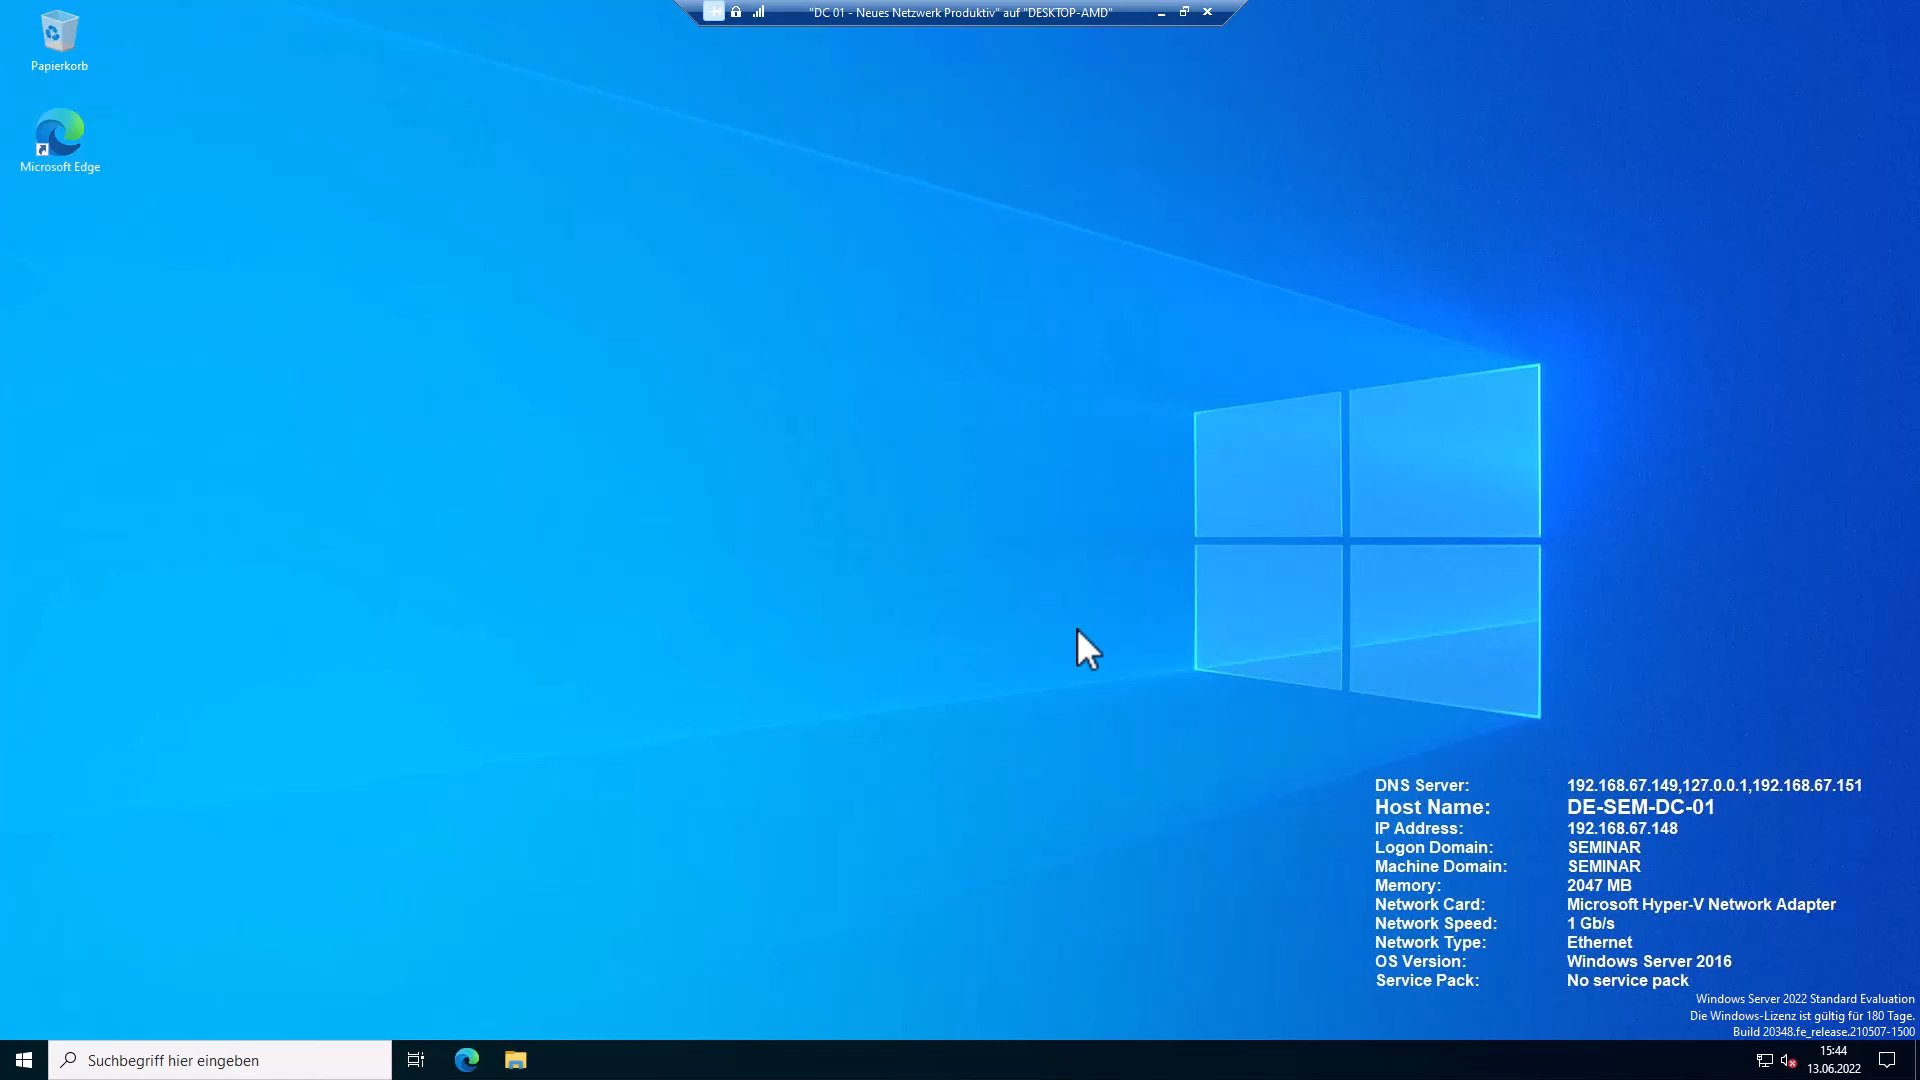 "DC 01 - Neues Netzwerk Produktiv" auf "DESKTOP-AMD"
Papierkorb
Microsoft Edge
DNS Server: 192.168.67.149,127.0.0.1,192.168.67.151
Host Name: DE-SEM-DC-01
IP Address: 192.168.67.148
Logon Domain: SEMINAR
Machine Domain: SEMINAR
Memory: 2047 MB
Network Card: Microsoft Hyper-V Network Adapter
Network Speed: 1 Gb/s
Network Type: Ethernet
OS Version: Windows Server 2016
Service Pack: No service pack
Windows Server 2022 Standard Evaluation
Die Windows-Lizenz ist gültig für 180 Tage.
Build 20348.fe_release.210507-1500
Suchbegriff hier eingeben
15:44
13.06.2022